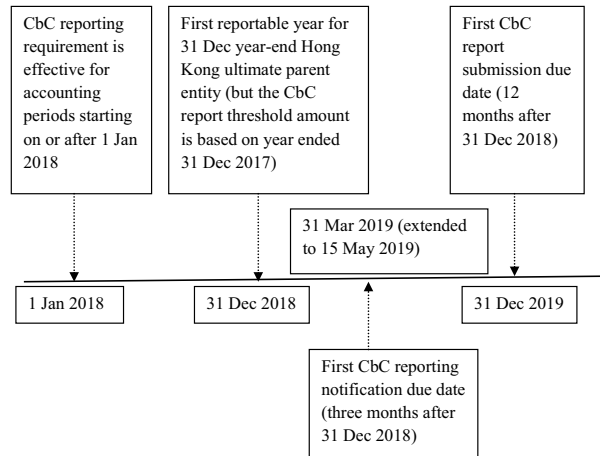 CbC reporting
requirement is
effective for
accounting
periods starting
on or after 1 Jan
2018
First reportable year for
31 Dec year-end Hong
Kong ultimate parent
entity (but the CbC
report threshold amount
is based on year ended
31 Dec 2017)
First CbC
report
submission due
date (12
months after
31 Dec 2018)
31 Mar 2019 (extended
to 15 May 2019)
1 Jan 2018
31 Dec 2018
31 Dec 2019
First CbC reporting
notification due date
(three months after
31 Dec 2018)